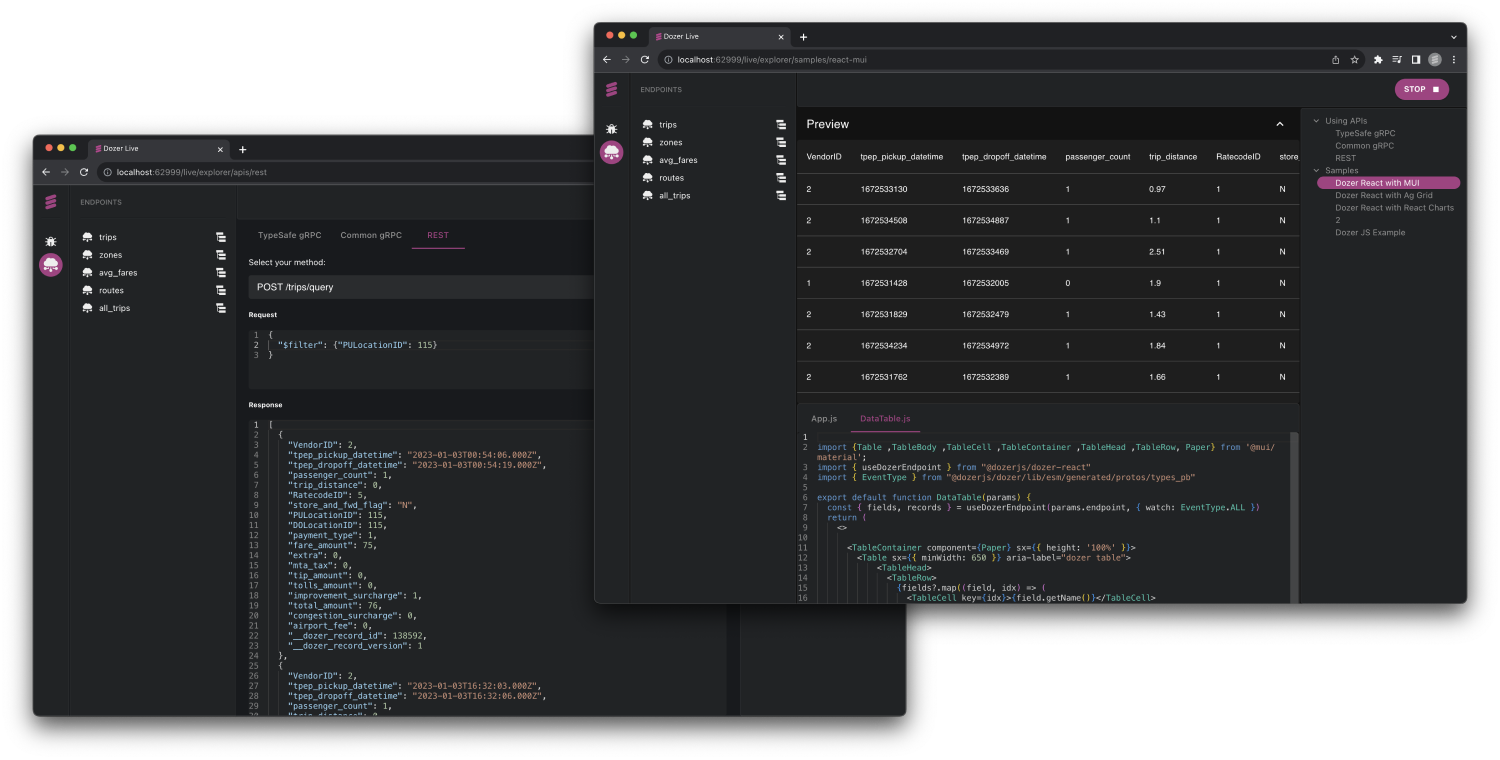 Dozer Live
localhost:62999/live/explorer/apis/rest
ENDPOINTS
trips
zones
avg_fares
routes
all_trips
TypeSafe gRPC
Common gRPC
REST
Select your method:
POST /trips/query
Request
1 {
2 "$filter": {"PULocationID": 115}
3 }
Response
1 [
2 {
3 "VendorID": 2,
4 "tpep_pickup_datetime": "2023-01-03T00:54:06.000Z",
5 "tpep_dropoff_datetime": "2023-01-03T00:54:19.000Z",
6 "passenger_count": 1,
7 "trip_distance": 0,
8 "RatecodeID": 5,
9 "store_and_fwd_flag": "N",
10 "PULocationID": 115,
11 "DOLocationID": 115,
12 "payment_type": 1,
13 "fare_amount": 75,
14 "extra": 0,
15 "mta_tax": 0,
16 "tip_amount": 0,
17 "tolls_amount": 0,
18 "improvement_surcharge": 1,
19 "total_amount": 76,
20 "congestion_surcharge": 0,
21 "airport_fee": 0,
22 "__dozer_record_id": 138592,
23 "__dozer_record_version": 1
24 },
25 {
26 "VendorID": 2,
27 "tpep_pickup_datetime": "2023-01-03T16:32:03.000Z",
28 "tpep_dropoff_datetime": "2023-01-03T16:32:06.000Z",
29 "passenger_count": 1,
Dozer Live
localhost:62999/live/explorer/samples/react-mui
ENDPOINTS
trips
zones
avg_fares
routes
all_trips
STOP
Preview
VendorID tpep_pickup_datetime tpep_dropoff_datetime passenger_count trip_distance RatecodeID store_
2 1672533130 1672533636 1 0.97 1 N
2 1672534508 1672534887 1 1.1 1 N
2 1672532704 1672533469 1 2.51 1 N
1 1672531428 1672532005 0 1.9 1 N
2 1672531829 1672532479 1 1.43 1 N
2 1672534234 1672534972 1 1.84 1 N
2 1672531762 1672532389 1 1.66 1 N
App.js
DataTable.js
1
2 import {Table ,TableBody ,TableCell ,TableContainer ,TableHead ,TableRow, Paper} from '@mui/
material';
3 import { useDozerEndpoint } from "@dozerjs/dozer-react"
4 import { EventType } from "@dozerjs/dozer/lib/esm/generated/protos/types_pb"
5
6 export default function DataTable(params) {
7 const { fields, records } = useDozerEndpoint(params.endpoint, { watch: EventType.ALL })
8 return (
9 <>
10
11 <TableContainer component={Paper} sx={{ height: '100%' }}>
12 <Table sx={{ minWidth: 650 }} aria-label="dozer table">
13 <TableHead>
14 <TableRow>
15 {fields?.map((field, idx) => (
16 <TableCell key={idx}>{field.getName()}</TableCell>
Using APIs
TypeSafe gRPC
Common gRPC
REST
Samples
Dozer React with MUI
Dozer React with Ag Grid
Dozer React with React Charts
2
Dozer JS Example